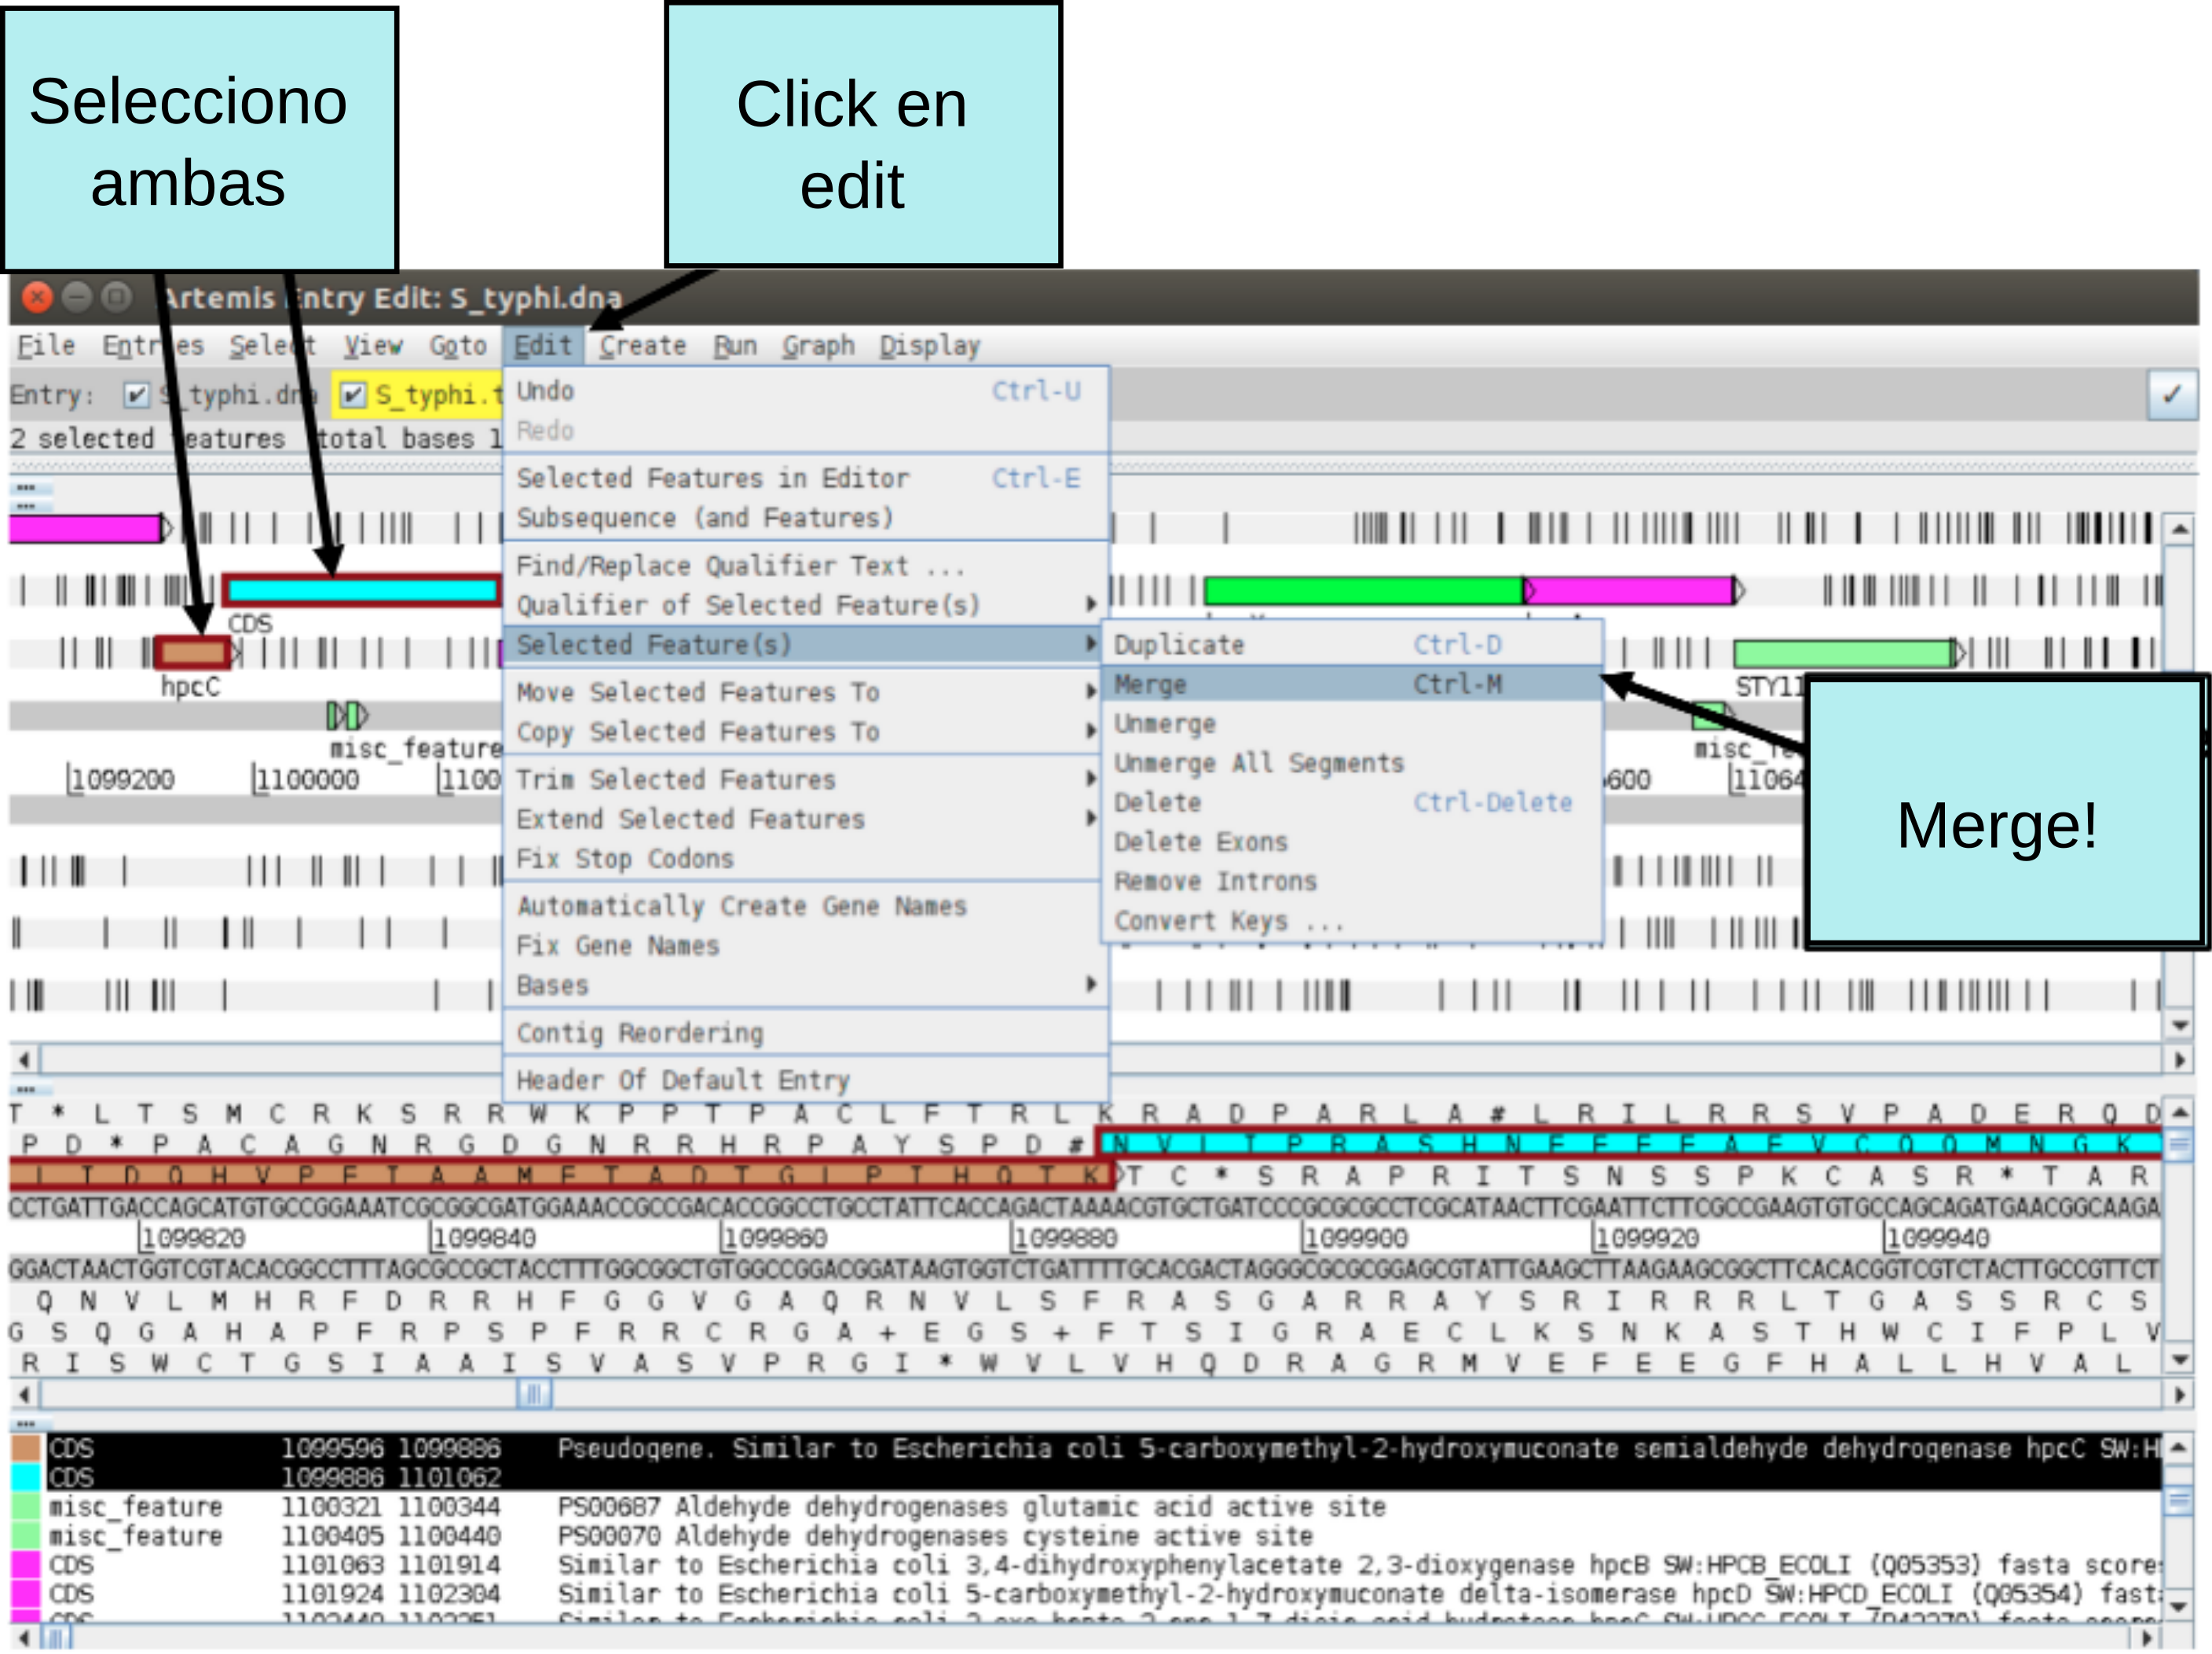 Selecciono
ambas
Click en
edit
Artemis Entry Edit: S_typhi.dna
File Entries Select View Goto Edit Create Run Graph Display
Entry: S_typhi.dna S_typhi.t
2 selected features total bases 1
Undo Ctrl-U
Redo
Selected Features in Editor Ctrl-E
Subsequence (and Features)
Find/Replace Qualifier Text ...
Qualifier of Selected Feature(s)
Selected Feature(s)
Move Selected Features To
Copy Selected Features To
Trim Selected Features
Extend Selected Features
Fix Stop Codons
Automatically Create Gene Names
Fix Gene Names
Bases
Contig Reordering
Header Of Default Entry
Duplicate Ctrl-D
Merge Ctrl-M
Unmerge
Unmerge All Segments
Delete Ctrl-Delete
Delete Exons
Remove Introns
Convert Keys ...
Merge!
CDS
hpcC
STY11
misc_feature
1099200 1100000 1100 600 11064
T * L T S M C R K S R R W K P P T P A C L F T R L K R A D P A R L A # L R I L R R S V P A D E R Q D
P D * P A C A G N R G D G N R R H R P A Y S P D # N V L T P R A S H N F F F F A E V C Q Q M N G K
L T D Q H V P E I A A M E T A D T G L P I H Q T K T C * S R A P R I T S N S S P K C A S R * T A R
CCTGATTGACCAGCATGTGCCGGAAATCGCGGCGATGGAAACCGCCGACACCGGCCTGCCTATTCACCAGACTAAAACGTGCTGATCCCGCGCGCCTCGCATAACTTCGAATTCTTCGCCGAAGTGTGCCAGCAGATGAACGGCAAGA
1099820 1099840 1099860 1099880 1099900 1099920 1099940
GGACTAACTGGTCGTACACGGCCTTTAGCGCCGCTACCTTTGGCGGCTGTGGCCGGACGGATAAGTGGTCTGATTTTGCACGACTAGGGCGCGCGGAGCGTATTGAAGCTTAAGAAGCGGCTTCACACGGTCGTCTACTTGCCGTTCT
Q N V L M H R F D R R H F G G V G A Q R N V L S F R A S G A R R A Y S R I R R R L T G A S S R C S
G S Q G A H A P F R P S P F R R C R G A + E G S + F T S I G R A E C L K S N K A S T H W C I F P L V
R I S W C T G S I A A I S V A S V P R G I * W V L V H Q D R A G R M V E F E E G F H A L L H V A L
CDS 1099596 1099886 Pseudogene. Similar to Escherichia coli 5-carboxymethyl-2-hydroxymuconate semialdehyde dehydrogenase hpcC SW:H
CDS 1099886 1101062
misc_feature 1100321 1100344 PS00687 Aldehyde dehydrogenases glutamic acid active site
misc_feature 1100405 1100440 PS00070 Aldehyde dehydrogenases cysteine active site
CDS 1101063 1101914 Similar to Escherichia coli 3,4-dihydroxyphenylacetate 2,3-dioxygenase hpcB SW:HPCB_ECOLI (Q05353) fasta score
CDS 1101924 1102304 Similar to Escherichia coli 5-carboxymethyl-2-hydroxymuconate delta-isomerase hpcD SW:HPCD_ECOLI (Q05354) fast